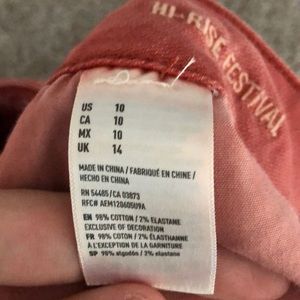 HI-RISE FESTIVAL
US 10
CA 10
MX 10
UK 14
MADE IN CHINA / FABRIQUÉ EN CHINE /
HECHO EN CHINA
RN 54485/CA 03873
RFC# AEM120605U9A
EN 98% COTTON / 2% ELASTHANE
EXCLUSIVE OF DECORATION
FR 98% COTON / 2% ÉLASTHANNE
À L'EXCEPTION DE LA GARNITURE
SP 98% algodón / 2% elastane